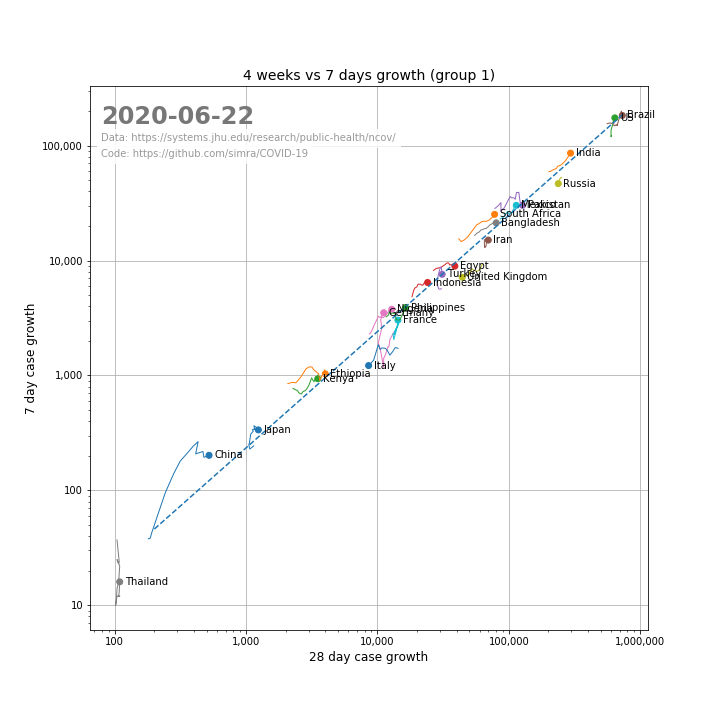 4 weeks vs 7 days growth (group 1)
2020-06-22
Data: https://systems.jhu.edu/research/public-health/ncov/
Code: https://github.com/simra/COVID-19
100,000
10,000
1,000
100
10
7 day case growth
Brazil
US
India
Russia
Mexico
Pakistan
South Africa
Bangladesh
Iran
Egypt
Turkey
United Kingdom
Indonesia
Philippines
Nigeria
Germany
France
Italy
Ethiopia
Kenya
Japan
China
Thailand
100
1,000
10,000
100,000
1,000,000
28 day case growth